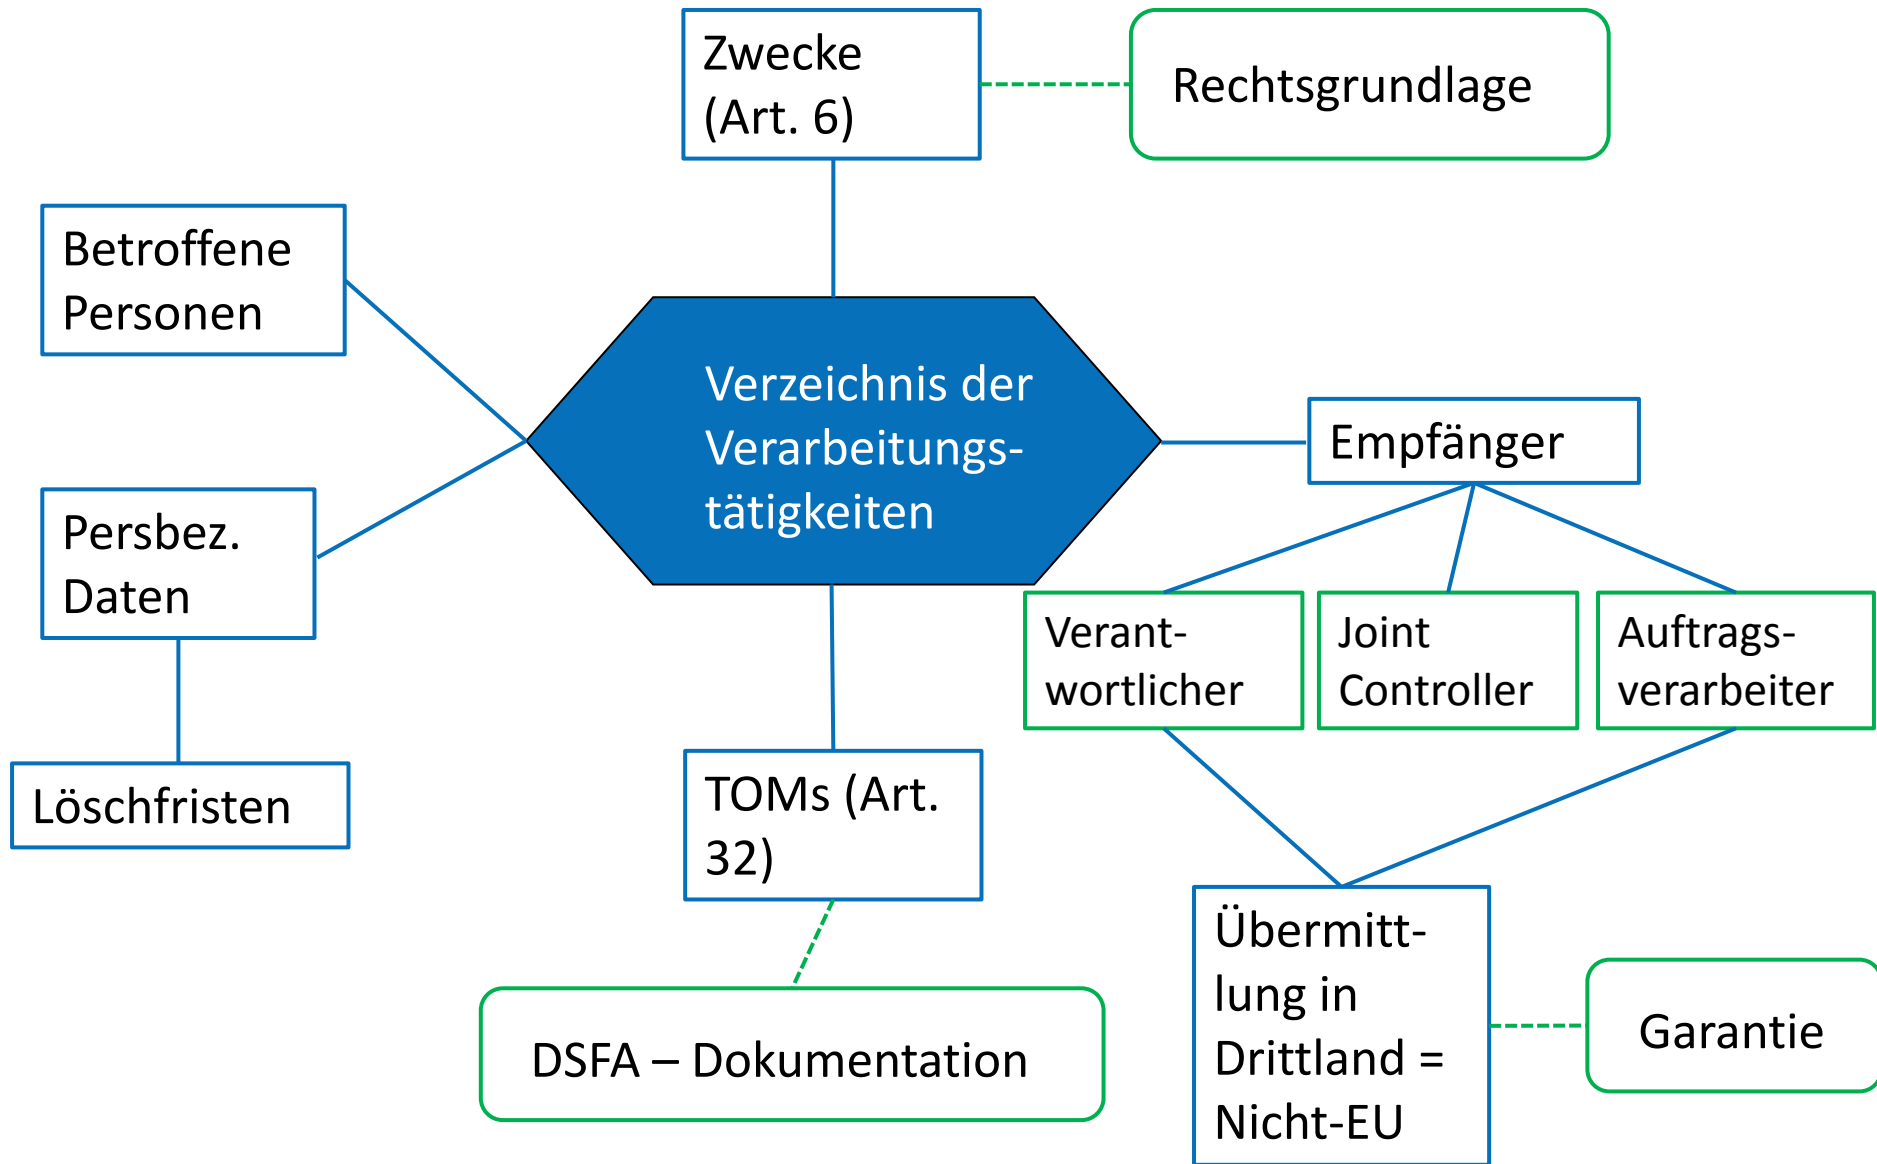 Zwecke
(Art. 6)
Rechtsgrundlage
Betroffene
Personen
Verzeichnis der
Verarbeitungs-
tätigkeiten
Empfänger
Persbez.
Daten
Verant-
wortlicher
Joint
Controller
Auftrags-
verarbeiter
Löschfristen
TOMs (Art.
32)
Übermitt-
lung in
Drittland =
Nicht-EU
Garantie
DSFA – Dokumentation